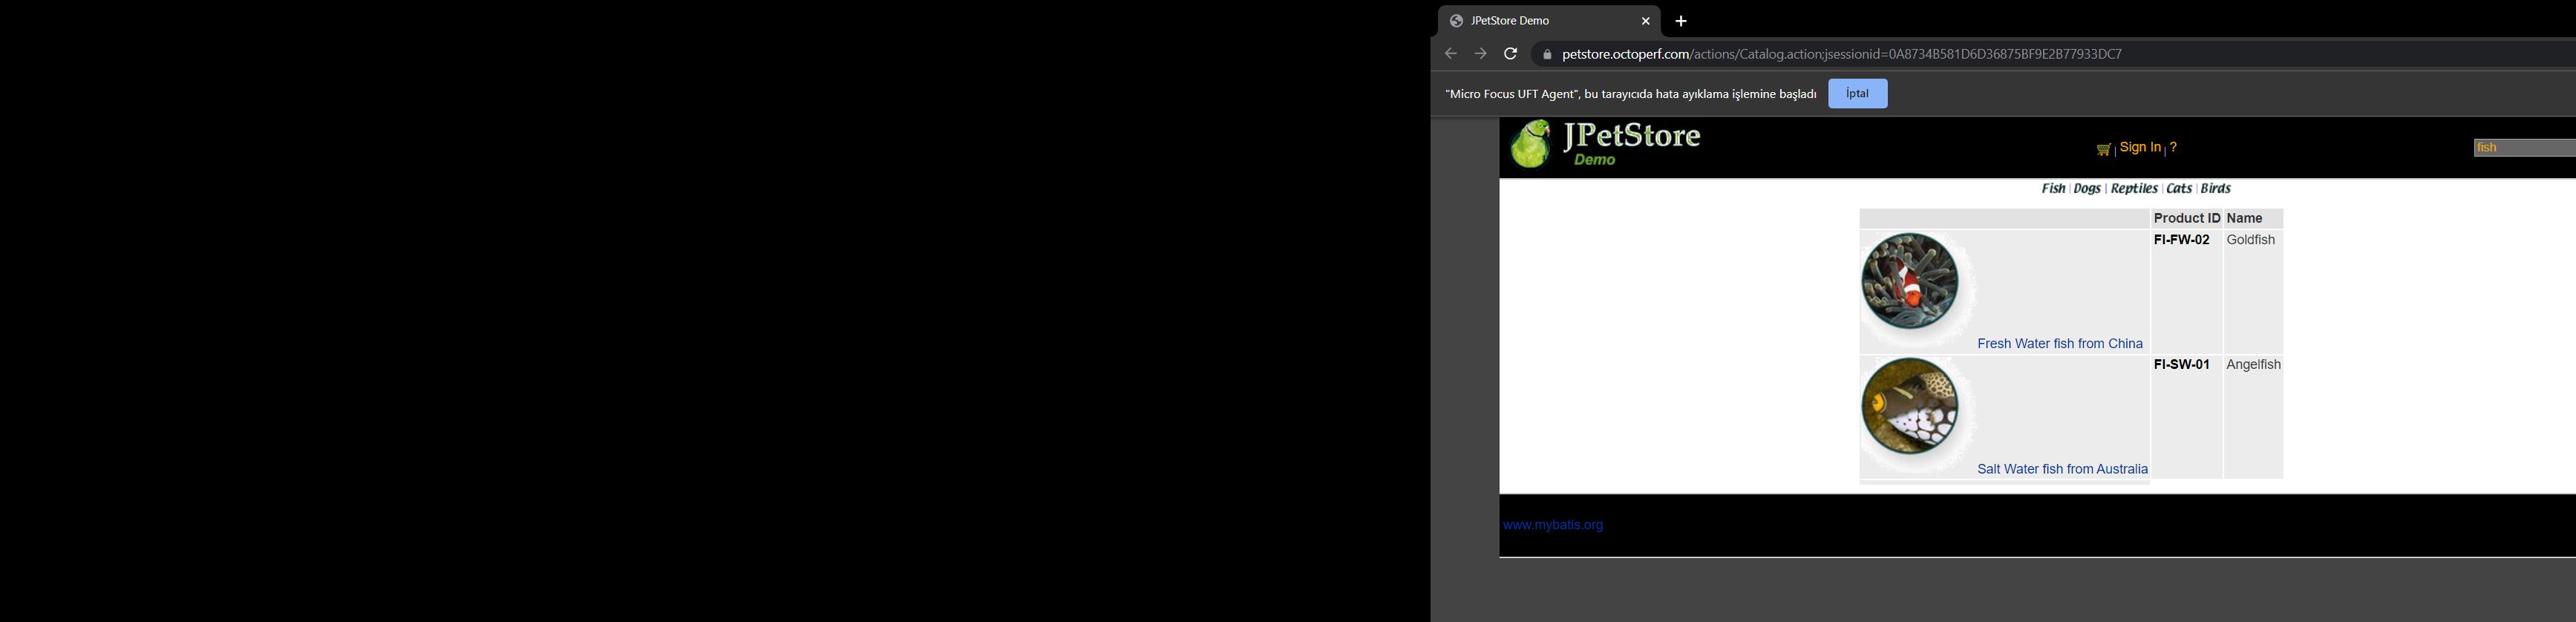 JPetStore Demo
petstore.octoperf.com/actions/Catalog.action;jsessionid=0A8734B581D6D36875BF9E2B77933DC7
"Micro Focus UFT Agent", bu tarayıcıda hata ayıklama işlemine başladı İptal
JPetStore
Demo
Sign In | ?
fish
Fish | Dogs | Reptiles | Cats | Birds
Product ID Name
FI-FW-02 Goldfish
Fresh Water fish from China
FI-SW-01 Angelfish
Salt Water fish from Australia
www.mybatis.org